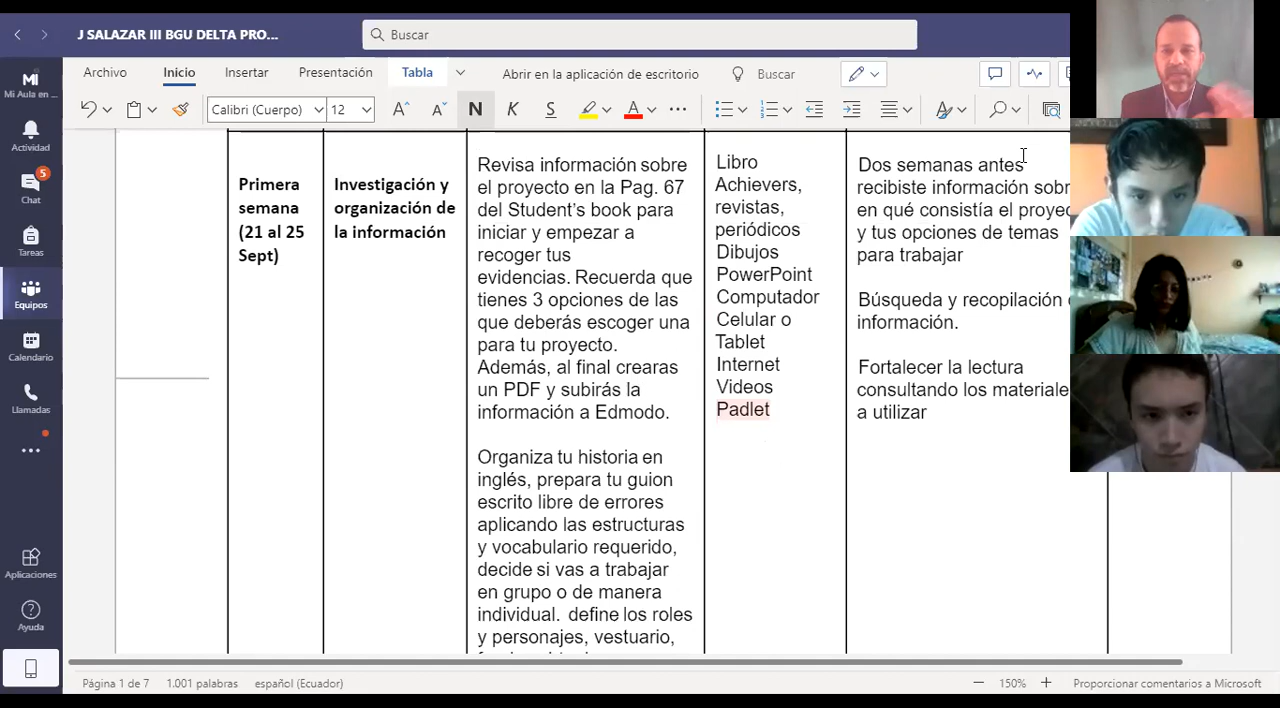 J SALAZAR III BGU DELTA PRO...
Buscar
MI
Mi Aula en ...
Actividad
5
Chat
Tareas
Equipos
Calendario
Llamadas
Aplicaciones
Ayuda
Archivo
Inicio
Insertar
Presentación
Tabla
Abrir en la aplicación de escritorio
Buscar
Calibri (Cuerpo)
12
A
A
N
K
S
A
Primera
semana
(21 al 25
Sept)
Investigación y
organización de
la información
Revisa información sobre
el proyecto en la Pag. 67
del Student's book para
iniciar y empezar a
recoger tus
evidencias. Recuerda que
tienes 3 opciones de las
que deberás escoger una
para tu proyecto.
Además, al final crearas
un PDF y subirás la
información a Edmodo.
Organiza tu historia en
inglés, prepara tu guion
escrito libre de errores
aplicando las estructuras
y vocabulario requerido,
decide si vas a trabajar
en grupo o de manera
individual. define los roles
y personajes, vestuario,
Libro
Achievers,
revistas,
periódicos
Dibujos
PowerPoint
Computador
Celular o
Tablet
Internet
Videos
Padlet
Dos semanas antes
recibiste información sobr
en qué consistía el proyec
y tus opciones de temas
para trabajar
Búsqueda y recopilación
información.
Fortalecer la lectura
consultando los materiale
a utilizar
Página 1 de 7
1.001 palabras
español (Ecuador)
150%
Proporcionar comentarios a Microsoft